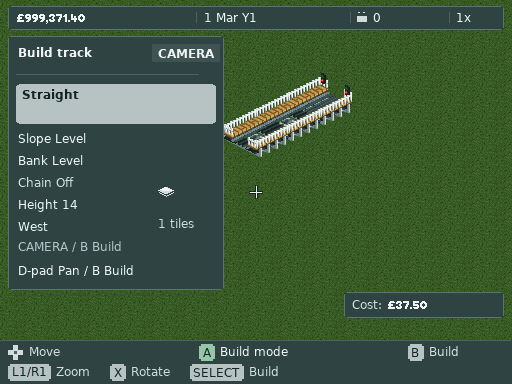 £999,371.40
1 Mar Y1
0
1x
Build track
CAMERA
Straight
Slope Level
Bank Level
Chain Off
Height 14
West
1 tiles
CAMERA / B Build
D-pad Pan / B Build
Cost: £37.50
Move
A Build mode
B Build
L1/R1 Zoom
X Rotate
SELECT Build